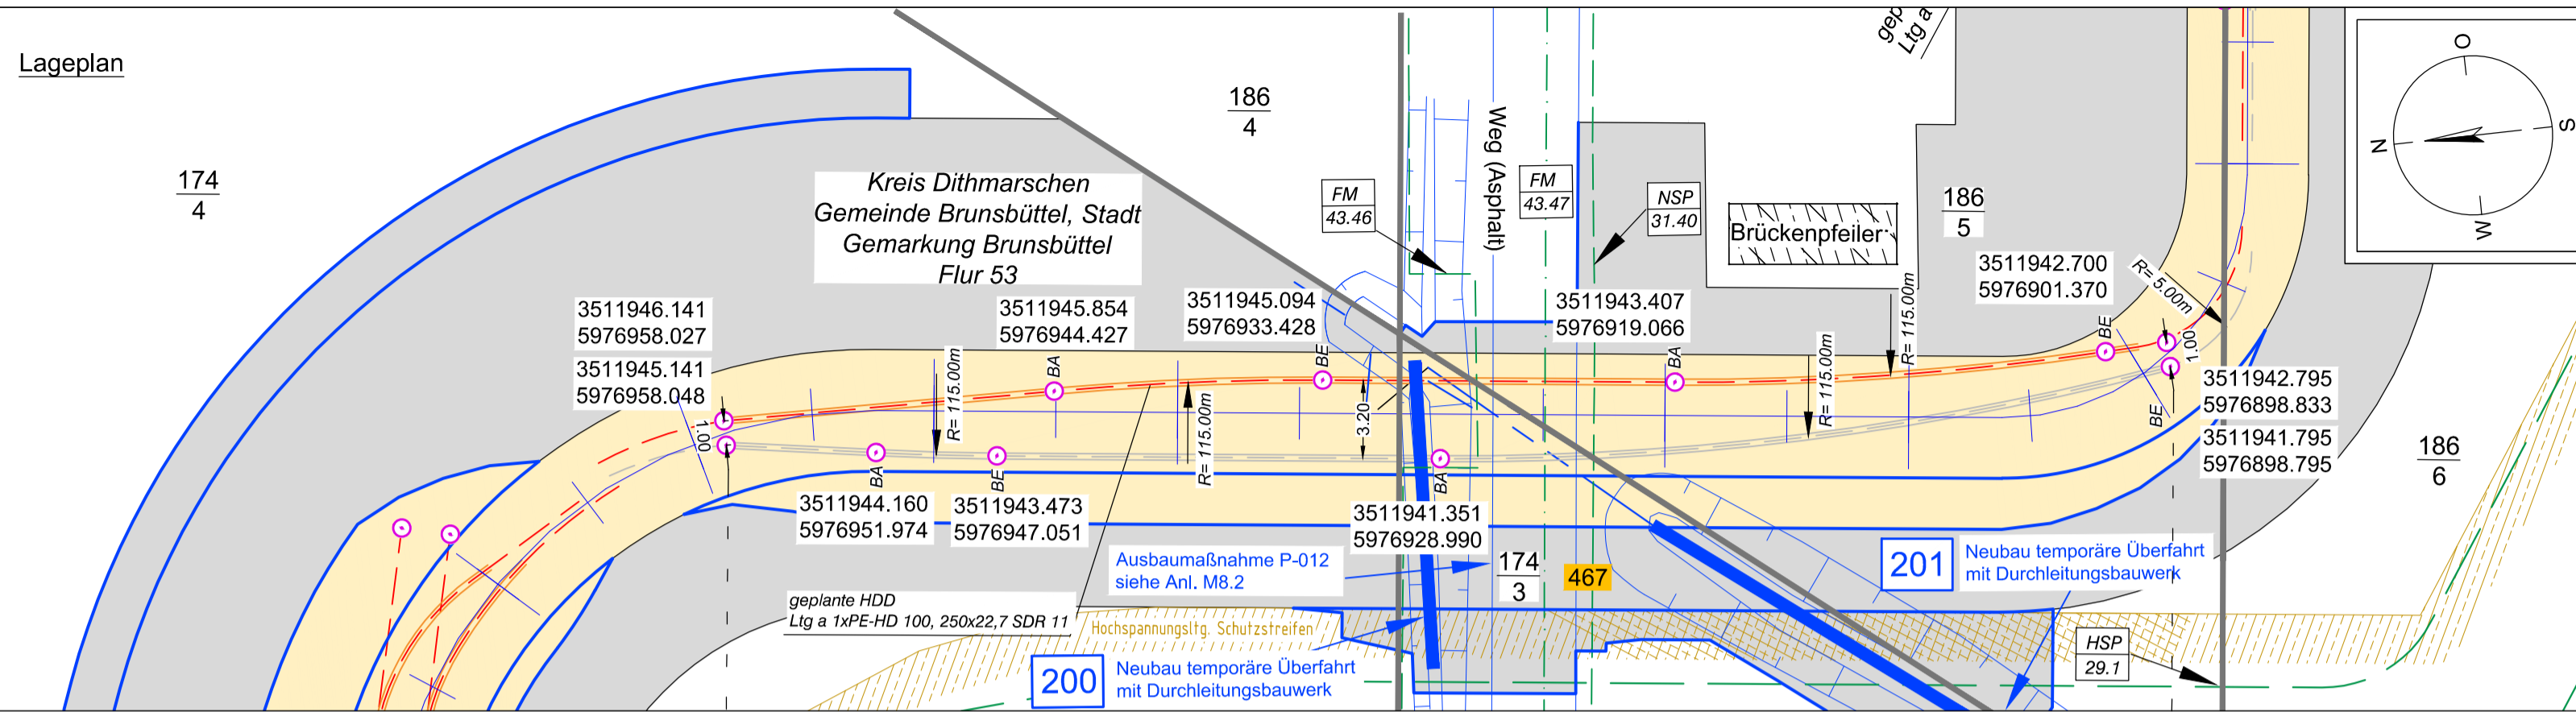 Lageplan
174
4
186
4
Kreis Dithmarschen
Gemeinde Brunsbüttel, Stadt
Gemarkung Brunsbüttel
Flur 53
FM
43.46
Weg (Asphalt)
FM
43.47
NSP
31.40
Brückenpfeiler
186
5
gep
Ltg a
O
S
N
W
3511946.141
5976958.027
3511945.141
5976958.048
3511945.854
5976944.427
3511945.094
5976933.428
3511943.407
5976919.066
3511942.700
5976901.370
R= 5.00m
1.00
BA
BE
BA
BE
1.00
R= 115.00m
R= 115.00m
3.20
R= 115.00m
R= 115.00m
BA
BE
BA
BE
3511942.795
5976898.833
3511941.795
5976898.795
186
6
3511944.160
5976951.974
3511943.473
5976947.051
3511941.351
5976928.990
Ausbaumaßnahme P-012
siehe Anl. M8.2
174
3
467
201
Neubau temporäre Überfahrt
mit Durchleitungsbauwerk
geplante HDD
Ltg a 1xPE-HD 100, 250x22,7 SDR 11
Hochspannungsltg. Schutzstreifen
200
Neubau temporäre Überfahrt
mit Durchleitungsbauwerk
HSP
29.1